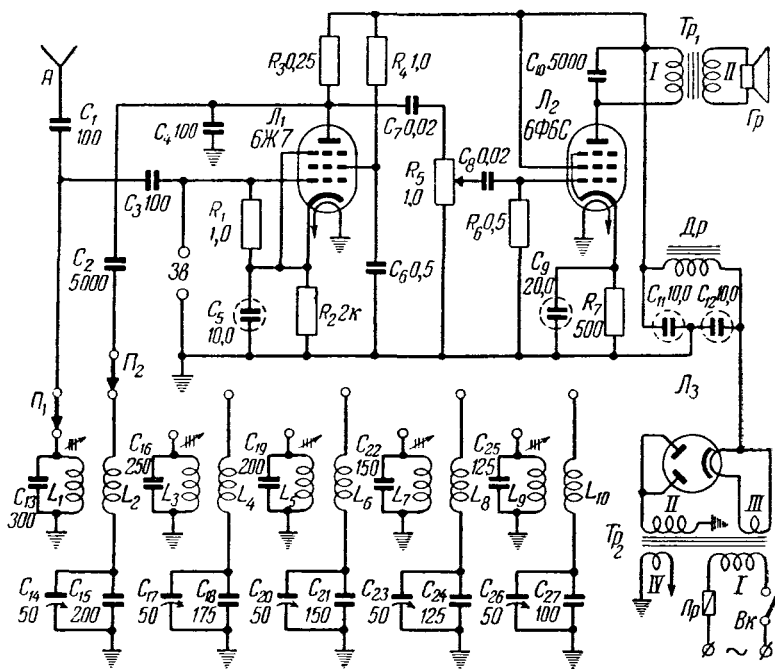 A
C₁
100
C₂
5000
C₃ 100
C₄ 100
R₃ 0,25
R₄ 1,0
Л₁
6Ж7
C₇ 0,02
R₅
1,0
C₈ 0,02
R₆ 0,5
C₁₀ 5000
Л₂
6Ф6С
Тр₁
I
II
Гр
R₁
1,0
Зв
C₅
10,0
R₂ 2к
C₆ 0,5
C₉
20,0
R₇
500
Др
C₁₁ 10,0
C₁₂ 10,0
Л₃
П₁
П₂
C₁₃
300
L₁
L₂
C₁₆
250
L₃
L₄
C₁₉
200
L₅
L₆
C₂₂
150
L₇
L₈
C₂₅
125
L₉
L₁₀
C₁₄
50
C₁₅
200
C₁₇
50
C₁₈
175
C₂₀
50
C₂₁
150
C₂₃
50
C₂₄
125
C₂₆
50
C₂₇
100
Тр₂
II
III
IV
I
Пр
Вк
~